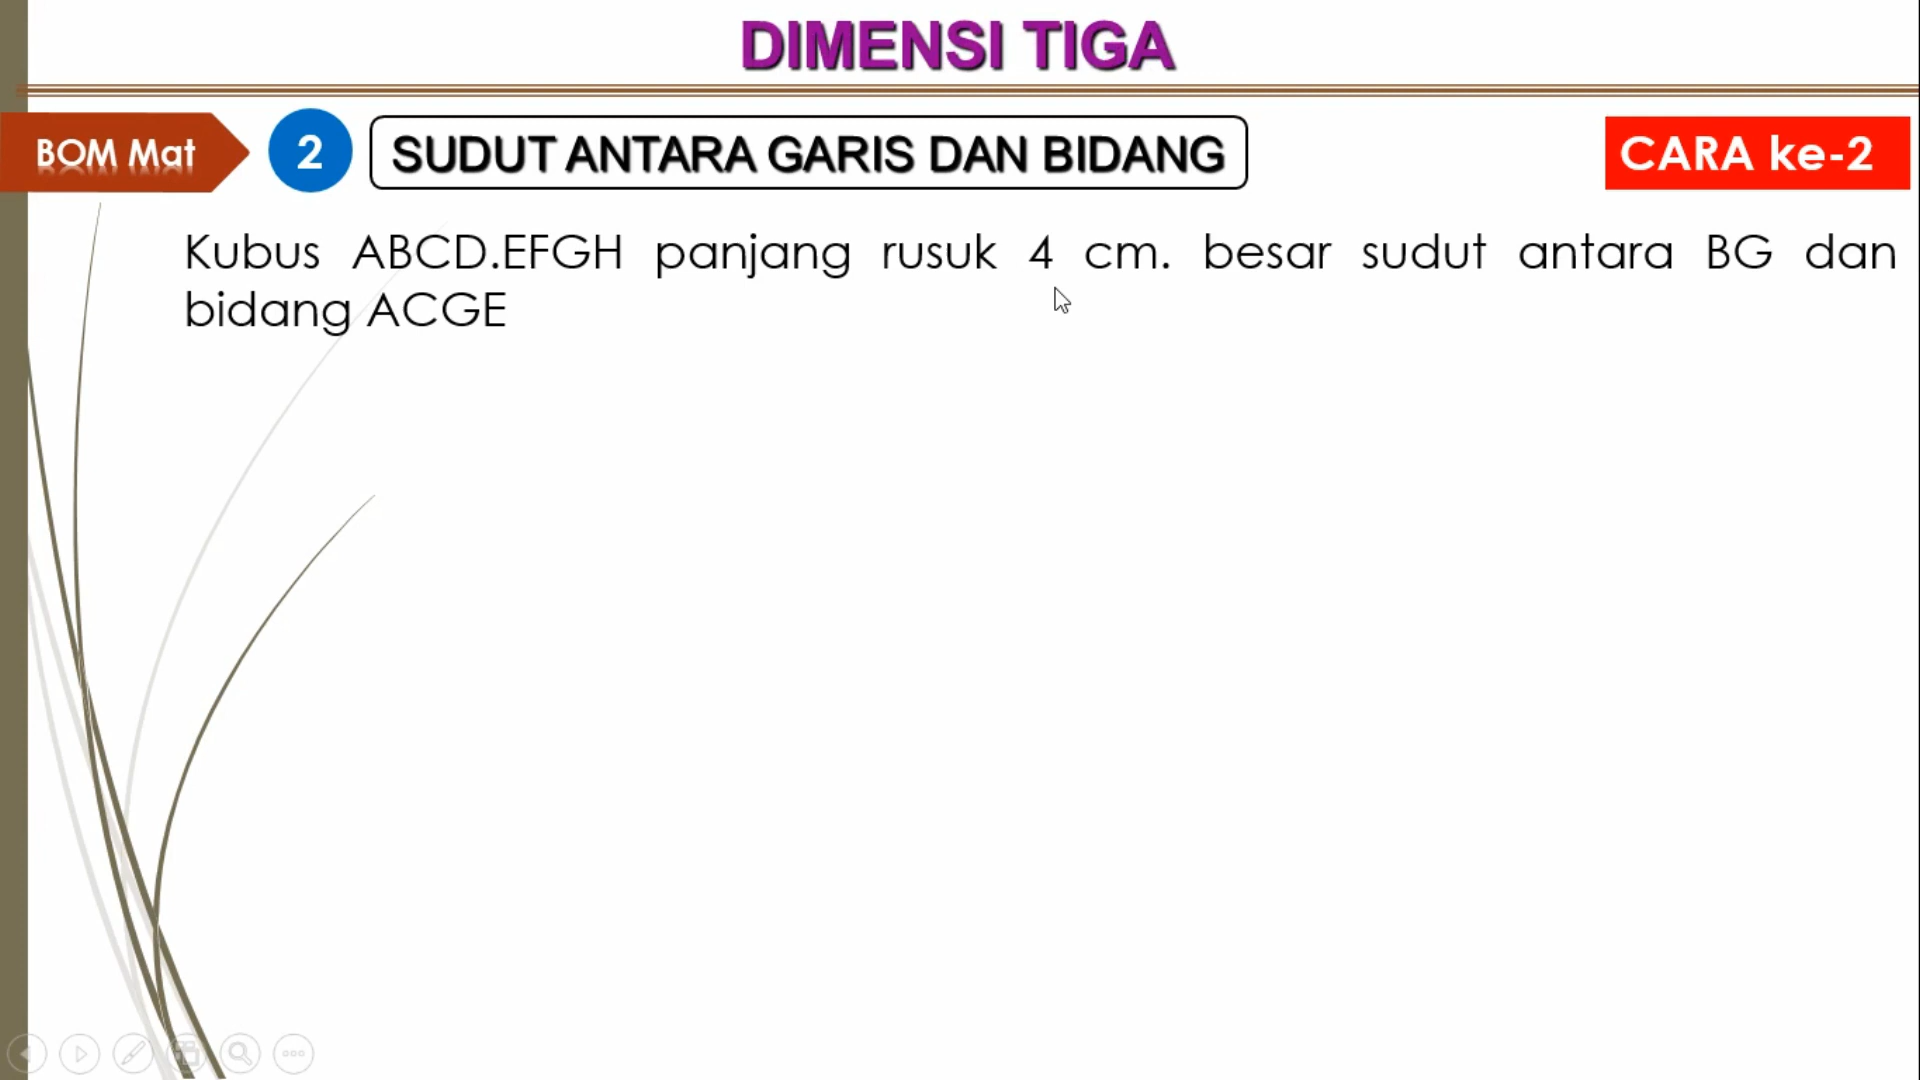 DIMENSI TIGA
BOM Mat
2
SUDUT ANTARA GARIS DAN BIDANG
CARA ke-2
Kubus ABCD.EFGH panjang rusuk 4 cm. besar sudut antara BG dan
bidang ACGE